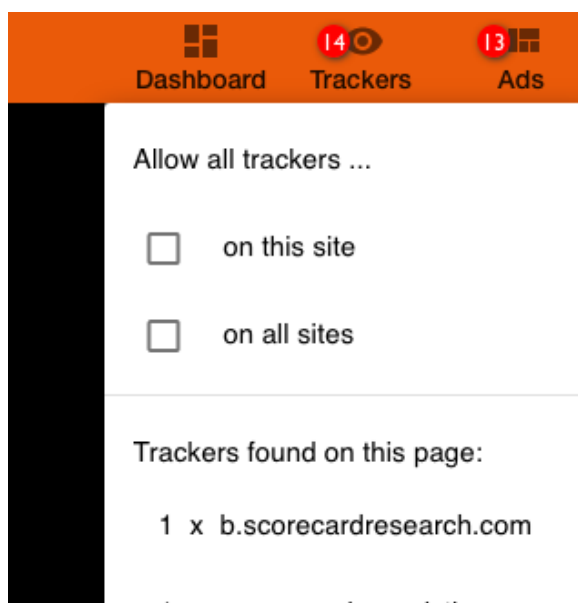 14 13
Dashboard Trackers Ads
Allow all trackers ...
on this site
on all sites
Trackers found on this page:
1 x b.scorecardresearch.com